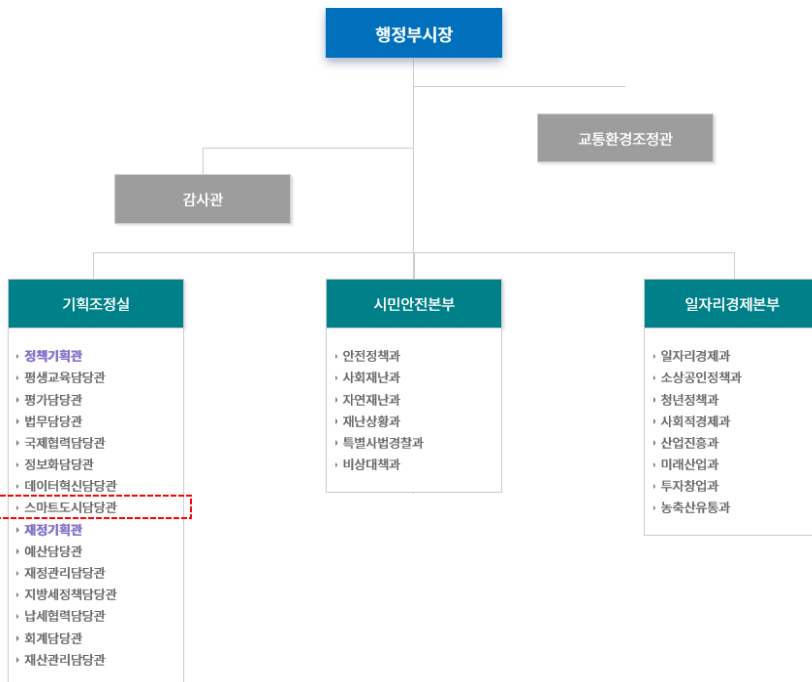 행정부시장
교통환경조정관
감사관
기획조정실
정책기획관
평생교육담당관
평가담당관
법무담당관
국제협력담당관
정보화담당관
데이터혁신담당관
스마트도시담당관
재정기획관
예산담당관
재정관리담당관
지방세정책담당관
납세협력담당관
회계담당관
재산관리담당관
시민안전본부
안전정책과
사회재난과
자연재난과
재난상황과
특별사법경찰과
비상대책과
일자리경제본부
일자리경제과
소상공인정책과
청년정책과
사회적경제과
산업진흥과
미래산업과
투자창업과
농축산유통과